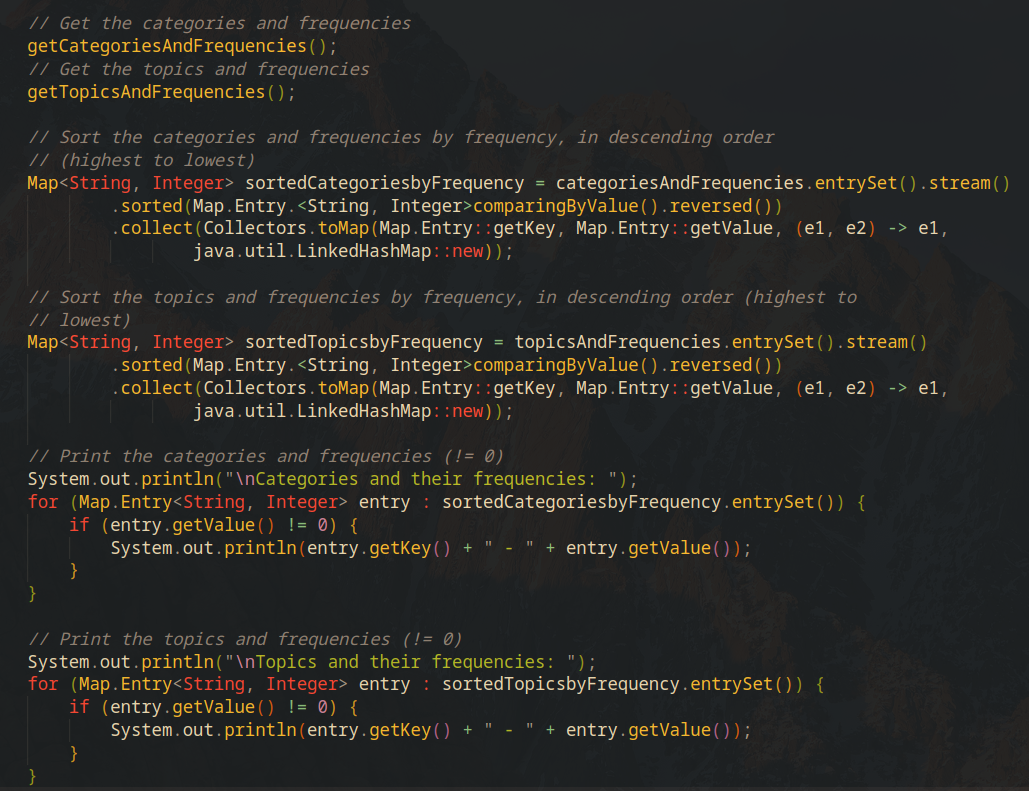 // Get the categories and frequencies
getCategoriesAndFrequencies();
// Get the topics and frequencies
getTopicsAndFrequencies();

// Sort the categories and frequencies by frequency, in descending order
// (highest to lowest)
Map<String, Integer> sortedCategoriesbyFrequency = categoriesAndFrequencies.entrySet().stream()
        .sorted(Map.Entry.<String, Integer>comparingByValue().reversed())
        .collect(Collectors.toMap(Map.Entry::getKey, Map.Entry::getValue, (e1, e2) -> e1,
                java.util.LinkedHashMap::new));

// Sort the topics and frequencies by frequency, in descending order (highest to
// lowest)
Map<String, Integer> sortedTopicsbyFrequency = topicsAndFrequencies.entrySet().stream()
        .sorted(Map.Entry.<String, Integer>comparingByValue().reversed())
        .collect(Collectors.toMap(Map.Entry::getKey, Map.Entry::getValue, (e1, e2) -> e1,
                java.util.LinkedHashMap::new));

// Print the categories and frequencies (!= 0)
System.out.println("\nCategories and their frequencies: ");
for (Map.Entry<String, Integer> entry : sortedCategoriesbyFrequency.entrySet()) {
    if (entry.getValue() != 0) {
        System.out.println(entry.getKey() + " - " + entry.getValue());
    }
}

// Print the topics and frequencies (!= 0)
System.out.println("\nTopics and their frequencies: ");
for (Map.Entry<String, Integer> entry : sortedTopicsbyFrequency.entrySet()) {
    if (entry.getValue() != 0) {
        System.out.println(entry.getKey() + " - " + entry.getValue());
    }
}